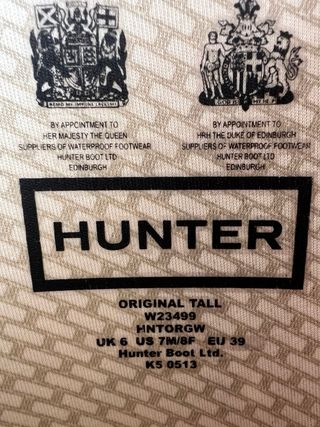 BY APPOINTMENT TO
HER MAJESTY THE QUEEN
SUPPLIERS OF WATERPROOF FOOTWEAR
HUNTER BOOT LTD
EDINBURGH
BY APPOINTMENT TO
HRH THE DUKE OF EDINBURGH
SUPPLIERS OF WATERPROOF FOOTWEAR
HUNTER BOOT LTD
EDINBURGH
HUNTER
ORIGINAL TALL
W23499
HNTORGW
UK 6 US 7M/8F EU 39
Hunter Boot Ltd.
K5 0513